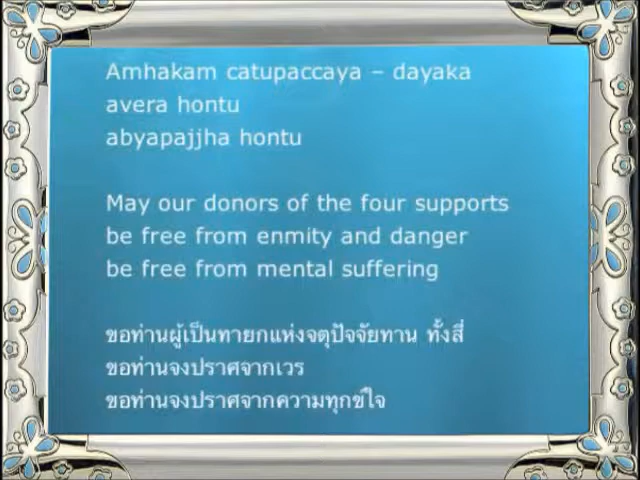 Amhakam catupaccaya – dayaka
avera hontu
abyapajjha hontu
May our donors of the four supports
be free from enmity and danger
be free from mental suffering
ขอท่านผู้เป็นทายกแห่งจตุปัจจัยทาน ทั้งสี่
ขอท่านจงปราศจากเวร
ขอท่านจงปราศจากความทุกข์ใจ